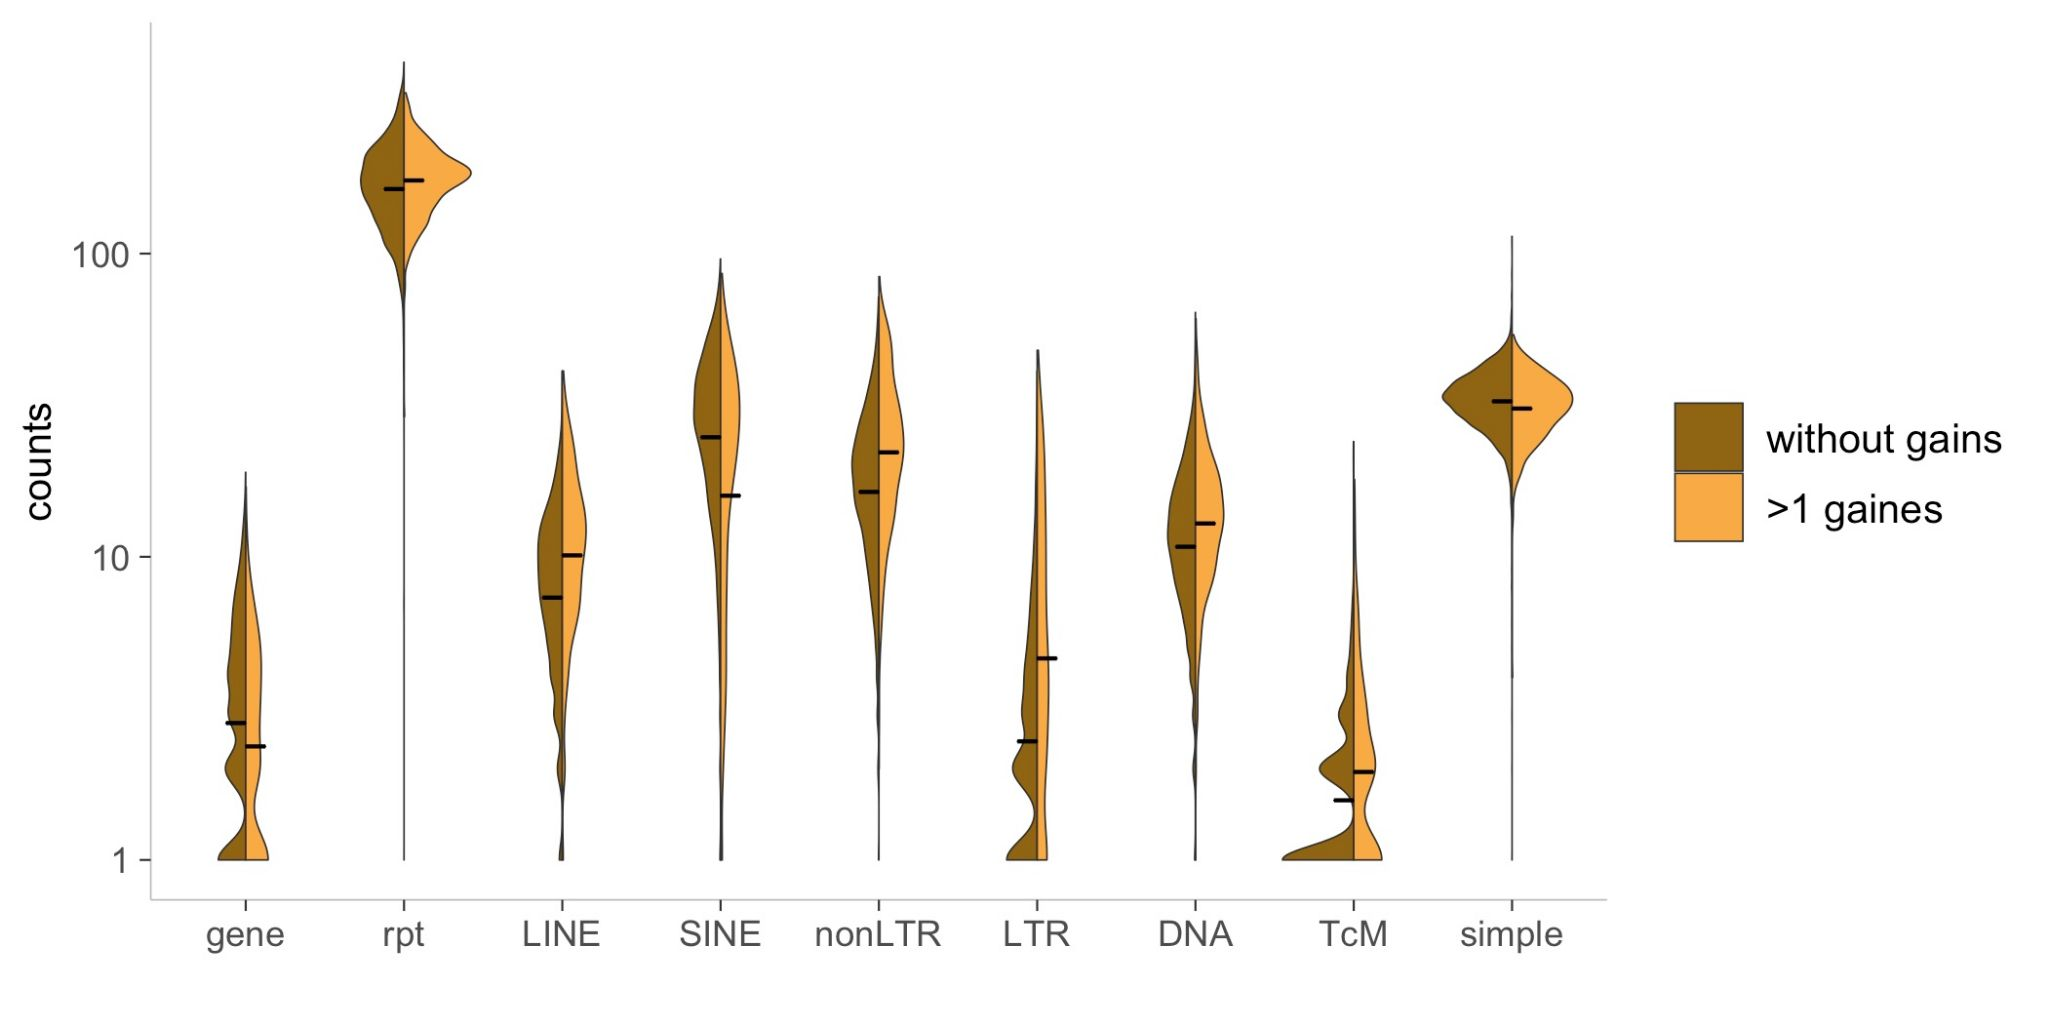 counts
100
10
1
gene rpt LINE SINE nonLTR LTR DNA TcM simple
without gains
>1 gaines